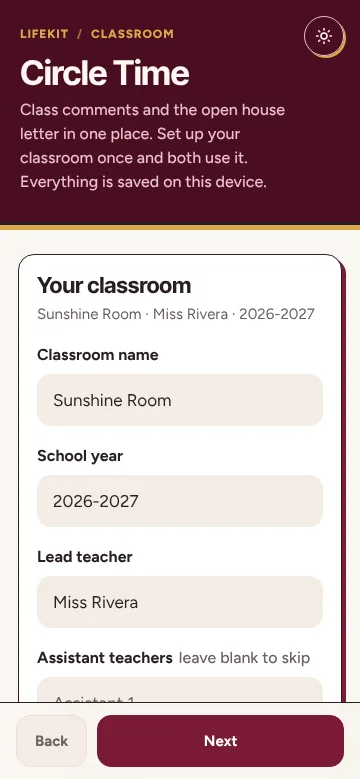 LIFEKIT / CLASSROOM
Circle Time
Class comments and the open house
letter in one place. Set up your
classroom once and both use it.
Everything is saved on this device.
Your classroom
Sunshine Room · Miss Rivera · 2026-2027
Classroom name
Sunshine Room
School year
2026-2027
Lead teacher
Miss Rivera
Assistant teachers leave blank to skip
Assistant 1
Back
Next